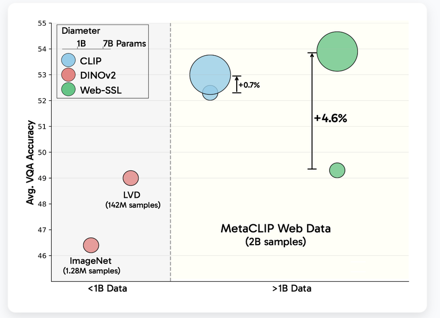 Diameter
1B 7B Params
CLIP
DINOv2
Web-SSL
Avg. VQA Accuracy
55
54
53
52
51
50
49
48
47
46
+0.7%
+4.6%
LVD
(142M samples)
ImageNet
(1.28M samples)
MetaCLIP Web Data
(2B samples)
<1B Data
>1B Data